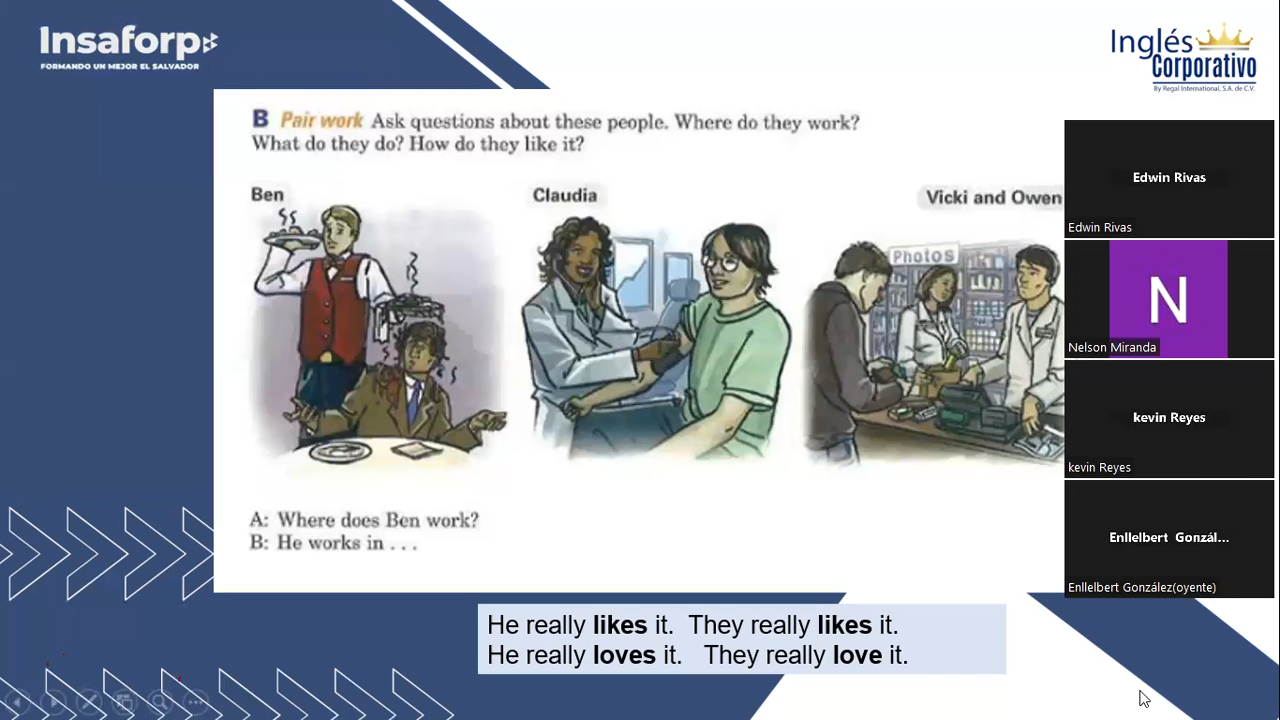 Insaforp
FORMANDO UN MEJOR EL SALVADOR
Inglés
Corporativo
By Regal International, S.A. de C.V.
B Pair work Ask questions about these people. Where do they work?
What do they do? How do they like it?
Ben
Claudia
Vicki and Owen
Photos
A: Where does Ben work?
B: He works in . . .
He really likes it. They really likes it.
He really loves it. They really love it.
Edwin Rivas
Edwin Rivas
N
Nelson Miranda
kevin Reyes
kevin Reyes
Enllelbert Gonzál...
Enllelbert González(oyente)